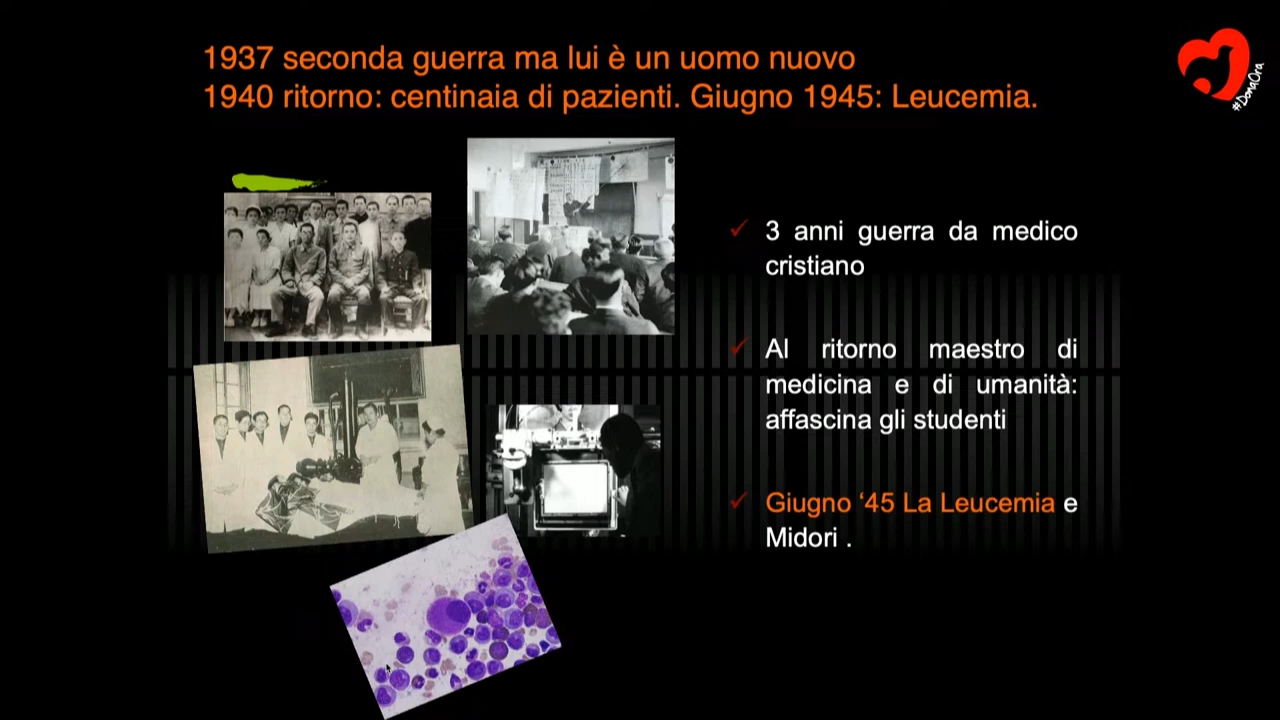 1937 seconda guerra ma lui è un uomo nuovo
1940 ritorno: centinaia di pazienti. Giugno 1945: Leucemia.
#DonaOra
3 anni guerra da medico
cristiano
Al ritorno maestro di
medicina e di umanità:
affascina gli studenti
Giugno ‘45 La Leucemia e
Midori .